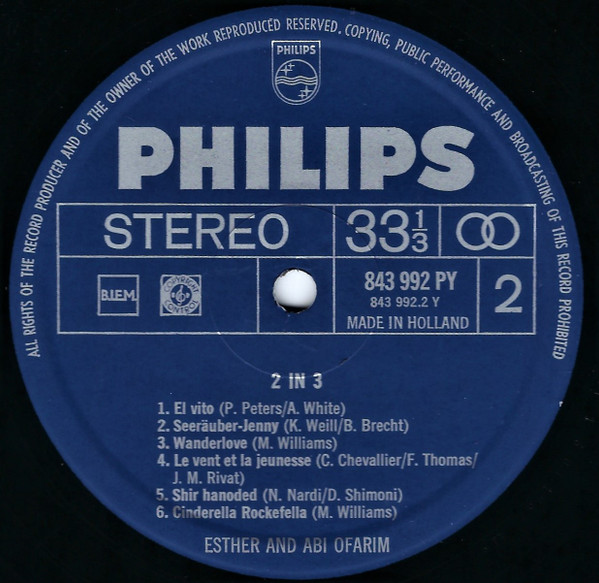 ALL RIGHTS OF THE RECORD PRODUCER AND OF THE OWNER OF THE WORK REPRODUCED RESERVED. COPYING, PUBLIC PERFORMANCE AND BROADCASTING OF THIS RECORD PROHIBITED
PHILIPS
PHILIPS
STEREO 33 1/3
B.I.E.M. COPYRIGHT CONTROL 843 992 PY 2
843 992.2 Y
MADE IN HOLLAND
2 IN 3
1. El vito (P. Peters/A. White)
2. Seeräuber-Jenny (K. Weill/B. Brecht)
3. Wanderlove (M. Williams)
4. Le vent et la jeunesse (C. Chevallier/F. Thomas/
J. M. Rivat)
5. Shir hanoded (N. Nardi/D. Shimoni)
6. Cinderella Rockefella (M. Williams)
ESTHER AND ABI OFARIM